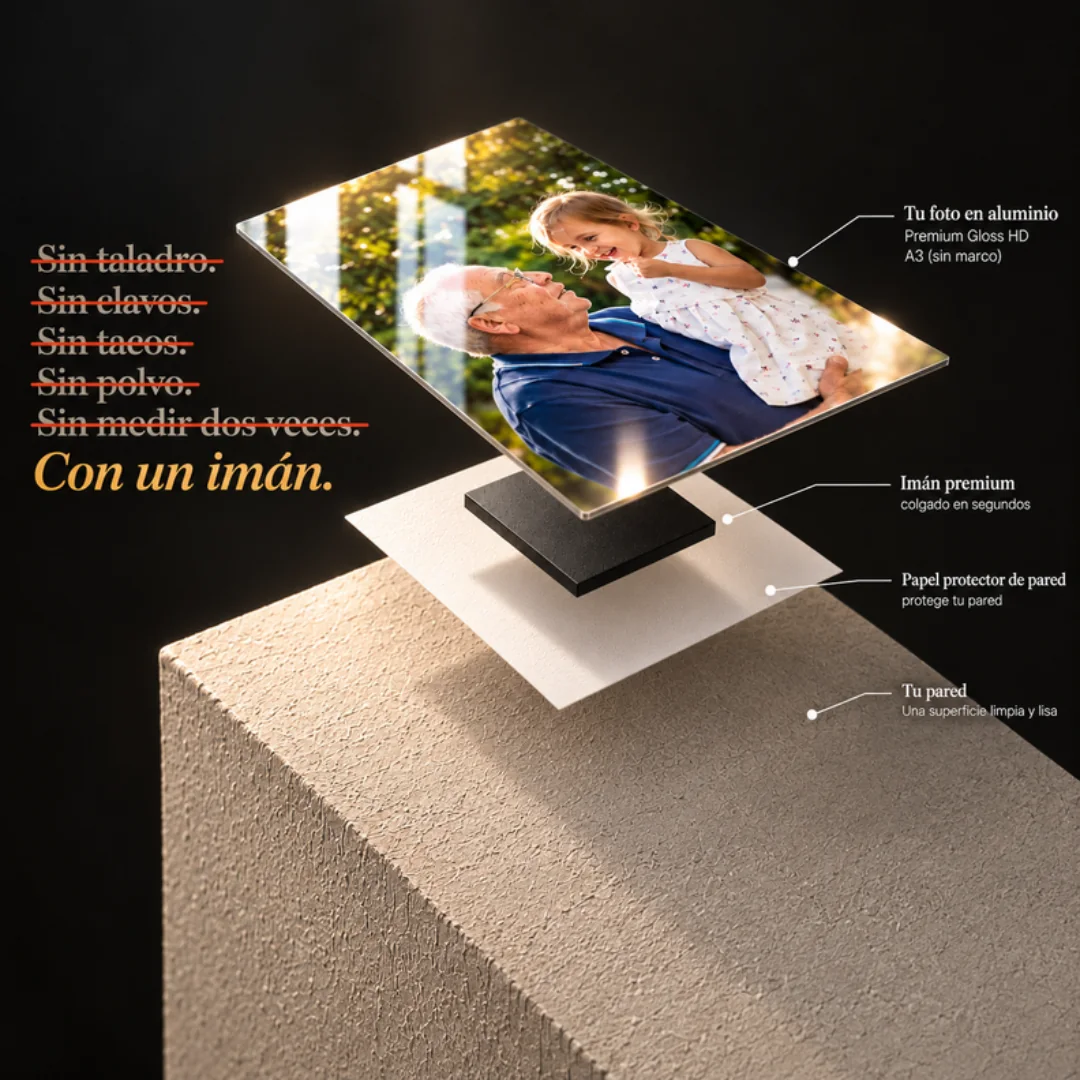 Sin taladro.
Sin clavos.
Sin tacos.
Sin polvo.
Sin medir dos veces.
Con un imán.
Tu foto en aluminio
Premium Gloss HD
A3 (sin marco)
Imán premium
colgado en segundos
Papel protector de pared
protege tu pared
Tu pared
Una superficie limpia y lisa